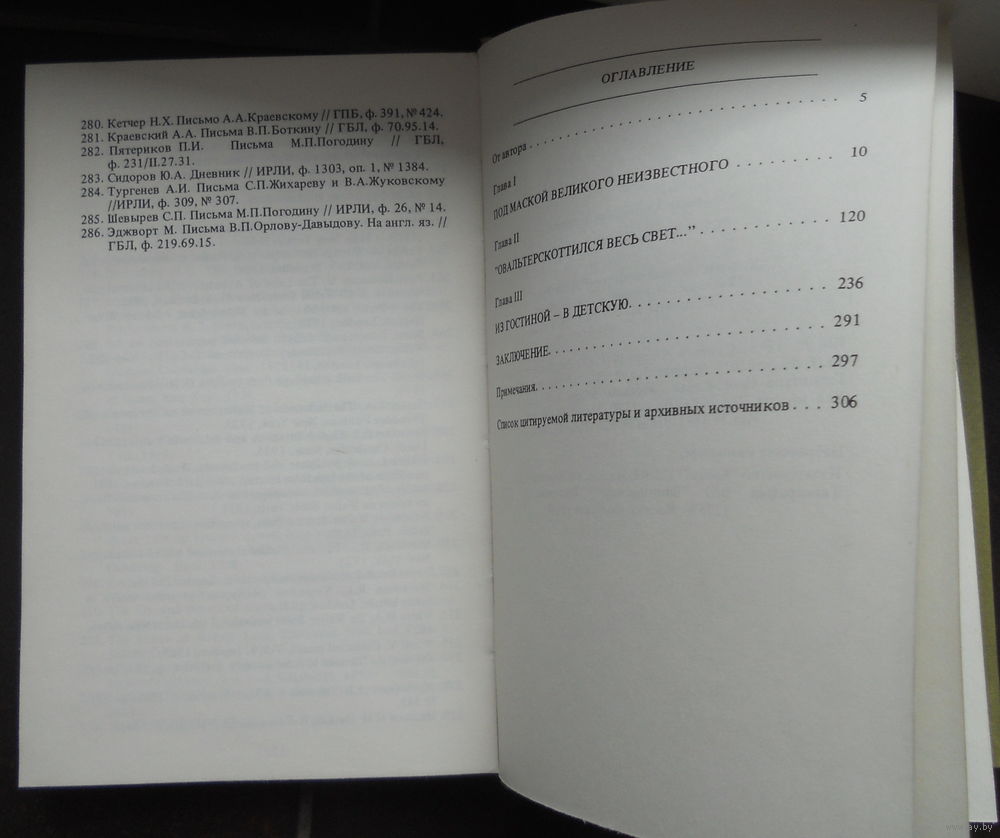 280. Кетчер Н.Х. Письмо А.А.Краевскому // ГПБ, ф. 391, № 424.
281. Краевский А.А. Письма В.П.Боткину // ГБЛ, ф. 70.95.14.
282. Пятериков П.И. Письма М.П.Погодину // ГБЛ,
ф. 231/II.27.31.
283. Сидоров Ю.А. Дневник // ИРЛИ, ф. 1303, оп. 1, № 1384.
284. Тургенев А.И. Письма С.П.Жихареву и В.А.Жуковскому
//ИРЛИ, ф. 309, № 307.
285. Шевырев С.П. Письма М.П.Погодину // ИРЛИ, ф. 26, № 14.
286. Эджворт М. Письма В.П.Орлову-Давыдову. На англ. яз. //
ГБЛ, ф. 219.69.15.
ОГЛАВЛЕНИЕ
От автора . . . . . . . . . . . . . . . . . . . . . . . . . . . . 5
Глава I
ПОД МАСКОЙ ВЕЛИКОГО НЕИЗВЕСТНОГО . . . . . . . . . 10
Глава II
"ОВАЛЬТЕРСКОТТИЛСЯ ВЕСЬ СВЕТ..." . . . . . . . . . . . . 120
Глава III
ИЗ ГОСТИНОЙ – В ДЕТСКУЮ. . . . . . . . . . . . . . . . . . 236
ЗАКЛЮЧЕНИЕ. . . . . . . . . . . . . . . . . . . . . . . . . . 291
Примечания. . . . . . . . . . . . . . . . . . . . . . . . . . . 297
Список цитируемой литературы и архивных источников . . . 306
www.ay.by